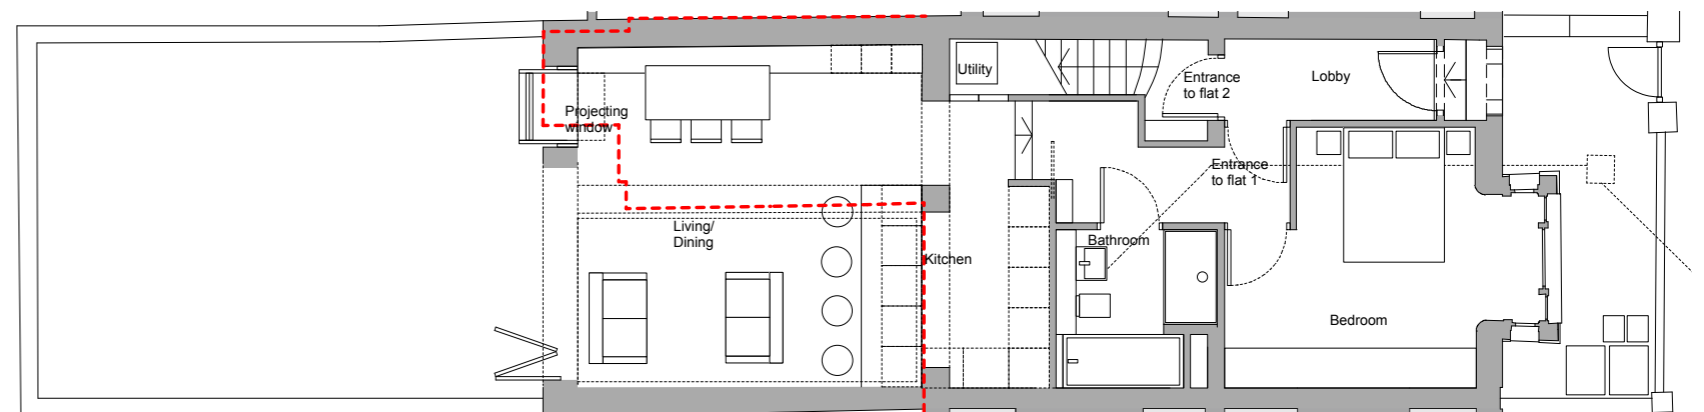 Utility
Entrance
to flat 2
Lobby
Projecting
window
Entrance
to flat 1
Living/
Dining
Bathroom
Kitchen
Bedroom